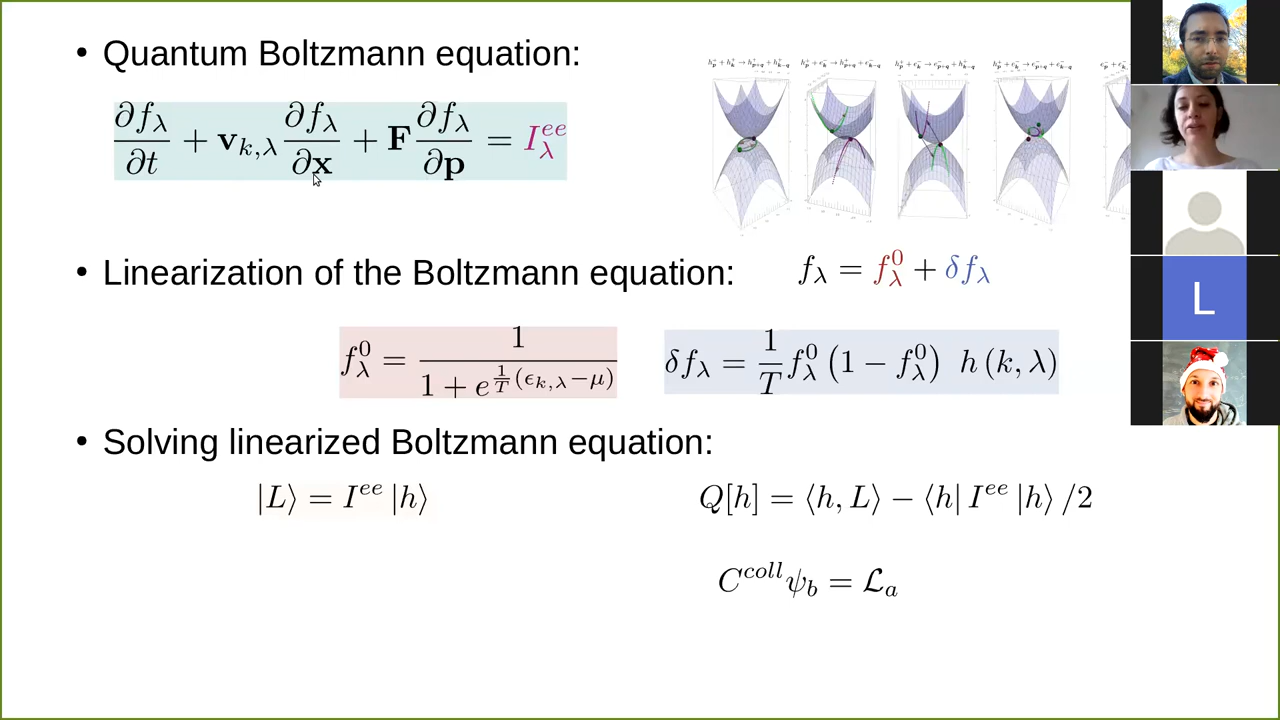 • Quantum Boltzmann equation:
∂f_λ/∂t + v_{k,λ} ∂f_λ/∂x + F ∂f_λ/∂p = I_λ^{ee}
• Linearization of the Boltzmann equation: f_λ = f_λ^0 + δf_λ
f_λ^0 = 1/(1 + e^{1/T (ϵ_{k,λ} − μ)}) δf_λ = 1/T f_λ^0 (1 − f_λ^0) h (k, λ)
L
• Solving linearized Boltzmann equation:
|L⟩ = I^{ee} |h⟩ Q[h] = ⟨h, L⟩ − ⟨h| I^{ee} |h⟩ /2
C^{coll} ψ_b = ℒ_a